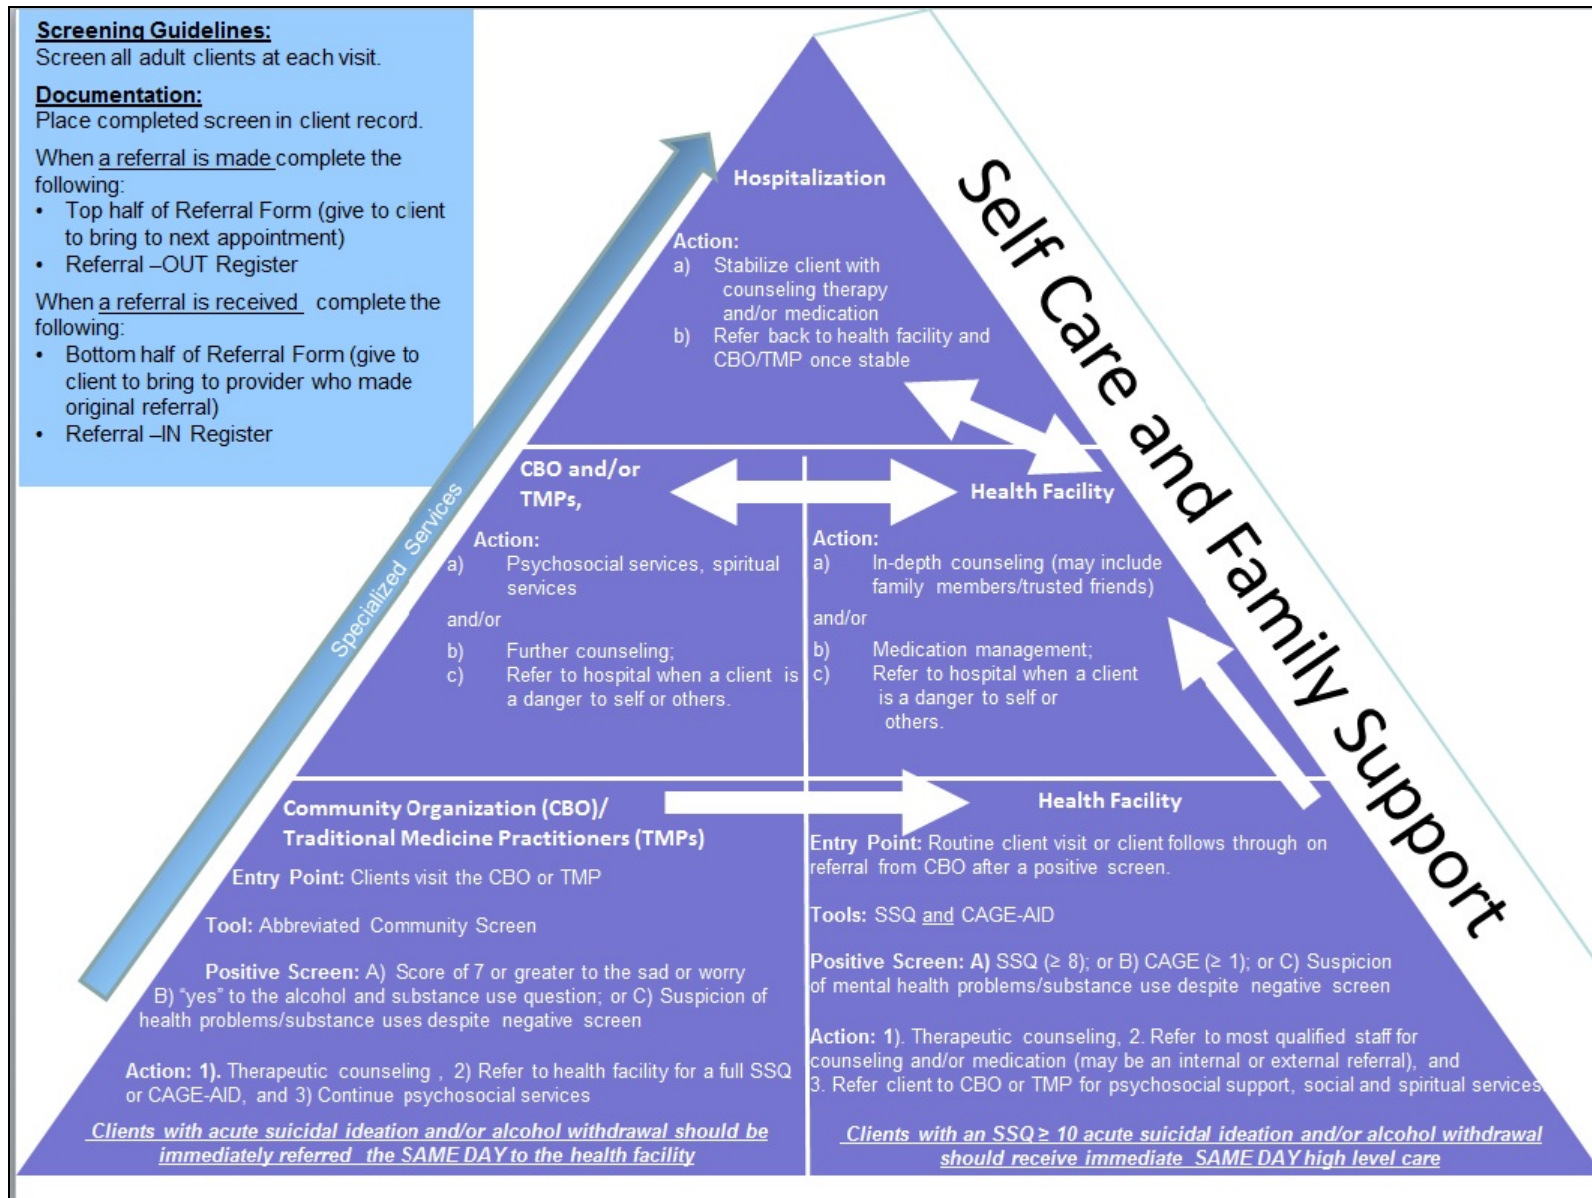 Screening Guidelines:
Screen all adult clients at each visit.
Documentation:
Place completed screen in client record.
When a referral is made complete the
following:
• Top half of Referral Form (give to client
to bring to next appointment)
• Referral –OUT Register
When a referral is received complete the
following:
• Bottom half of Referral Form (give to
client to bring to provider who made
original referral)
• Referral –IN Register
Specialized Services
Self Care and Family Support
Hospitalization
Action:
a) Stabilize client with
counseling therapy
and/or medication
b) Refer back to health facility and
CBO/TMP once stable
CBO and/or
TMPs,
Action:
a) Psychosocial services, spiritual
services
and/or
b) Further counseling;
c) Refer to hospital when a client is
a danger to self or others.
Health Facility
Action:
a) In-depth counseling (may include
family members/trusted friends)
and/or
b) Medication management;
c) Refer to hospital when a client
is a danger to self or
others.
Community Organization (CBO)/
Traditional Medicine Practitioners (TMPs)
Entry Point: Clients visit the CBO or TMP
Tool: Abbreviated Community Screen
Positive Screen: A) Score of 7 or greater to the sad or worry
B) “yes” to the alcohol and substance use question; or C) Suspicion of
health problems/substance uses despite negative screen
Action: 1). Therapeutic counseling , 2) Refer to health facility for a full SSQ
or CAGE-AID, and 3) Continue psychosocial services
Clients with acute suicidal ideation and/or alcohol withdrawal should be
immediately referred the SAME DAY to the health facility
Health Facility
Entry Point: Routine client visit or client follows through on
referral from CBO after a positive screen.
Tools: SSQ and CAGE-AID
Positive Screen: A) SSQ (≥ 8); or B) CAGE (≥ 1); or C) Suspicion
of mental health problems/substance use despite negative screen
Action: 1). Therapeutic counseling, 2. Refer to most qualified staff for
counseling and/or medication (may be an internal or external referral), and
3. Refer client to CBO or TMP for psychosocial support, social and spiritual services
Clients with an SSQ ≥ 10 acute suicidal ideation and/or alcohol withdrawal
should receive immediate SAME DAY high level care